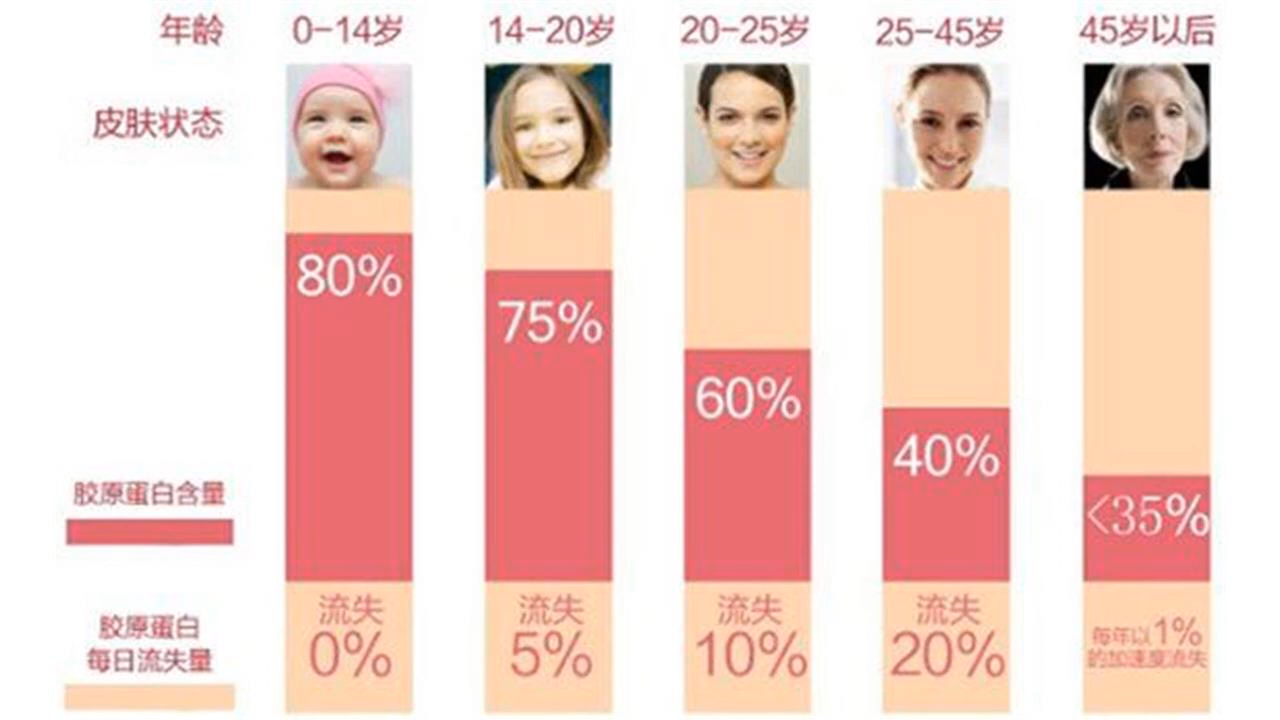 年龄 0-14岁 14-20岁 20-25岁 25-45岁 45岁以后
皮肤状态
80%
75%
60%
40%
胶原蛋白含量
<35%
流失 流失 流失 流失
胶原蛋白
每日流失量
0% 5% 10% 20%
每年以1%
的加速度流失